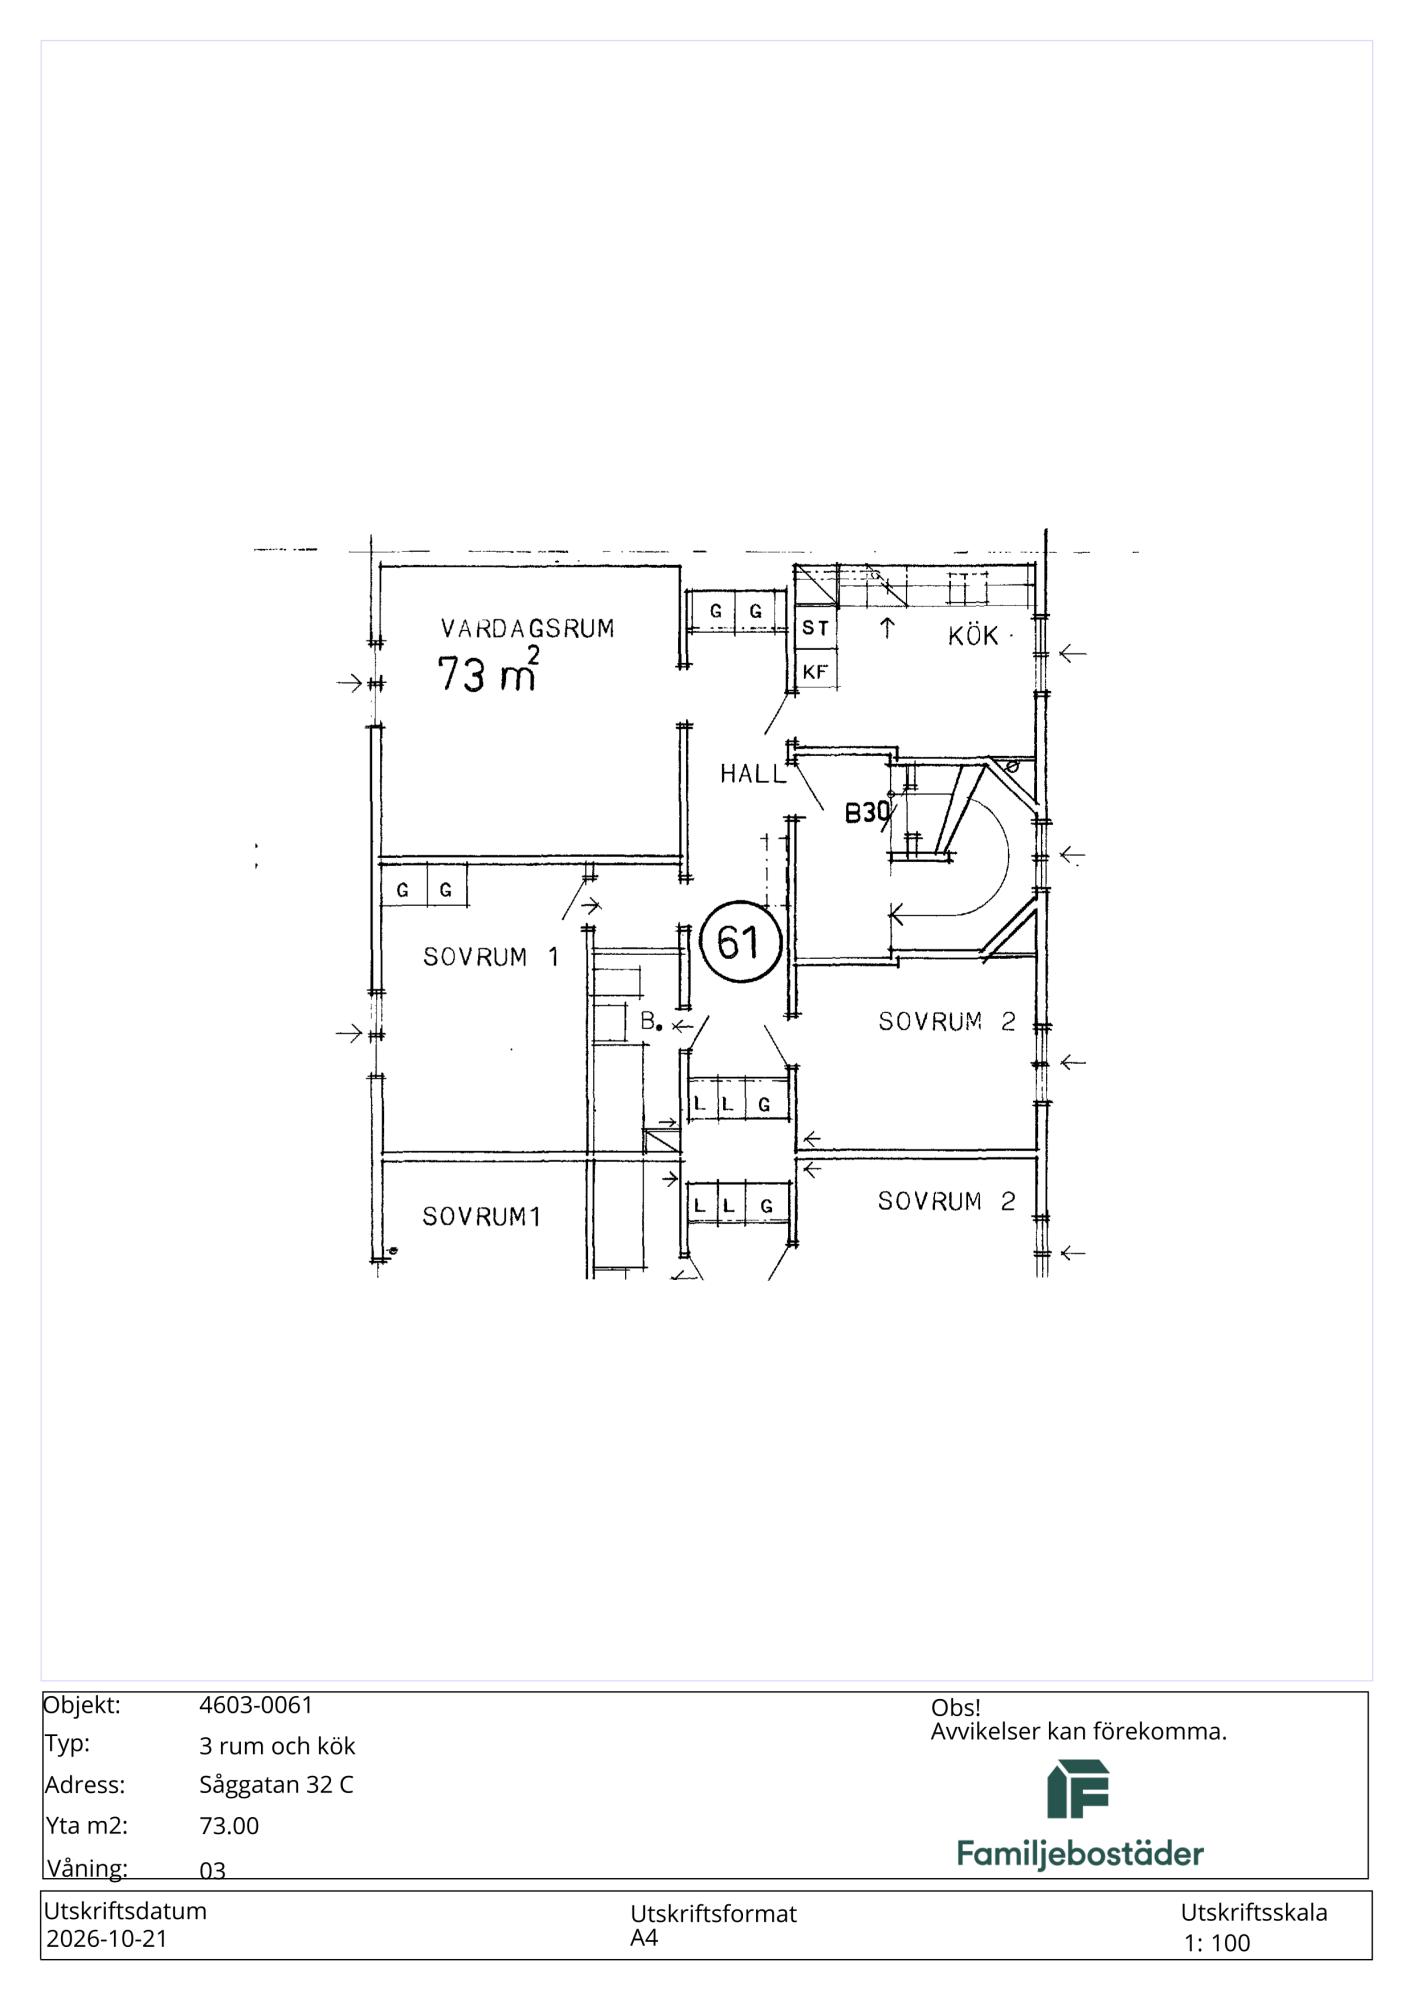 VARDAGSRUM
73 m²
G G
ST
KF
KÖK
HALL
B30
G G
SOVRUM 1
61
B.
SOVRUM 2
L L G
L L G
SOVRUM1
SOVRUM 2
Objekt: 4603-0061
Typ: 3 rum och kök
Adress: Såggatan 32 C
Yta m2: 73.00
Våning: 03
Obs!
Avvikelser kan förekomma.
Familjebostäder
Utskriftsdatum
2026-10-21
Utskriftsformat
A4
Utskriftsskala
1: 100